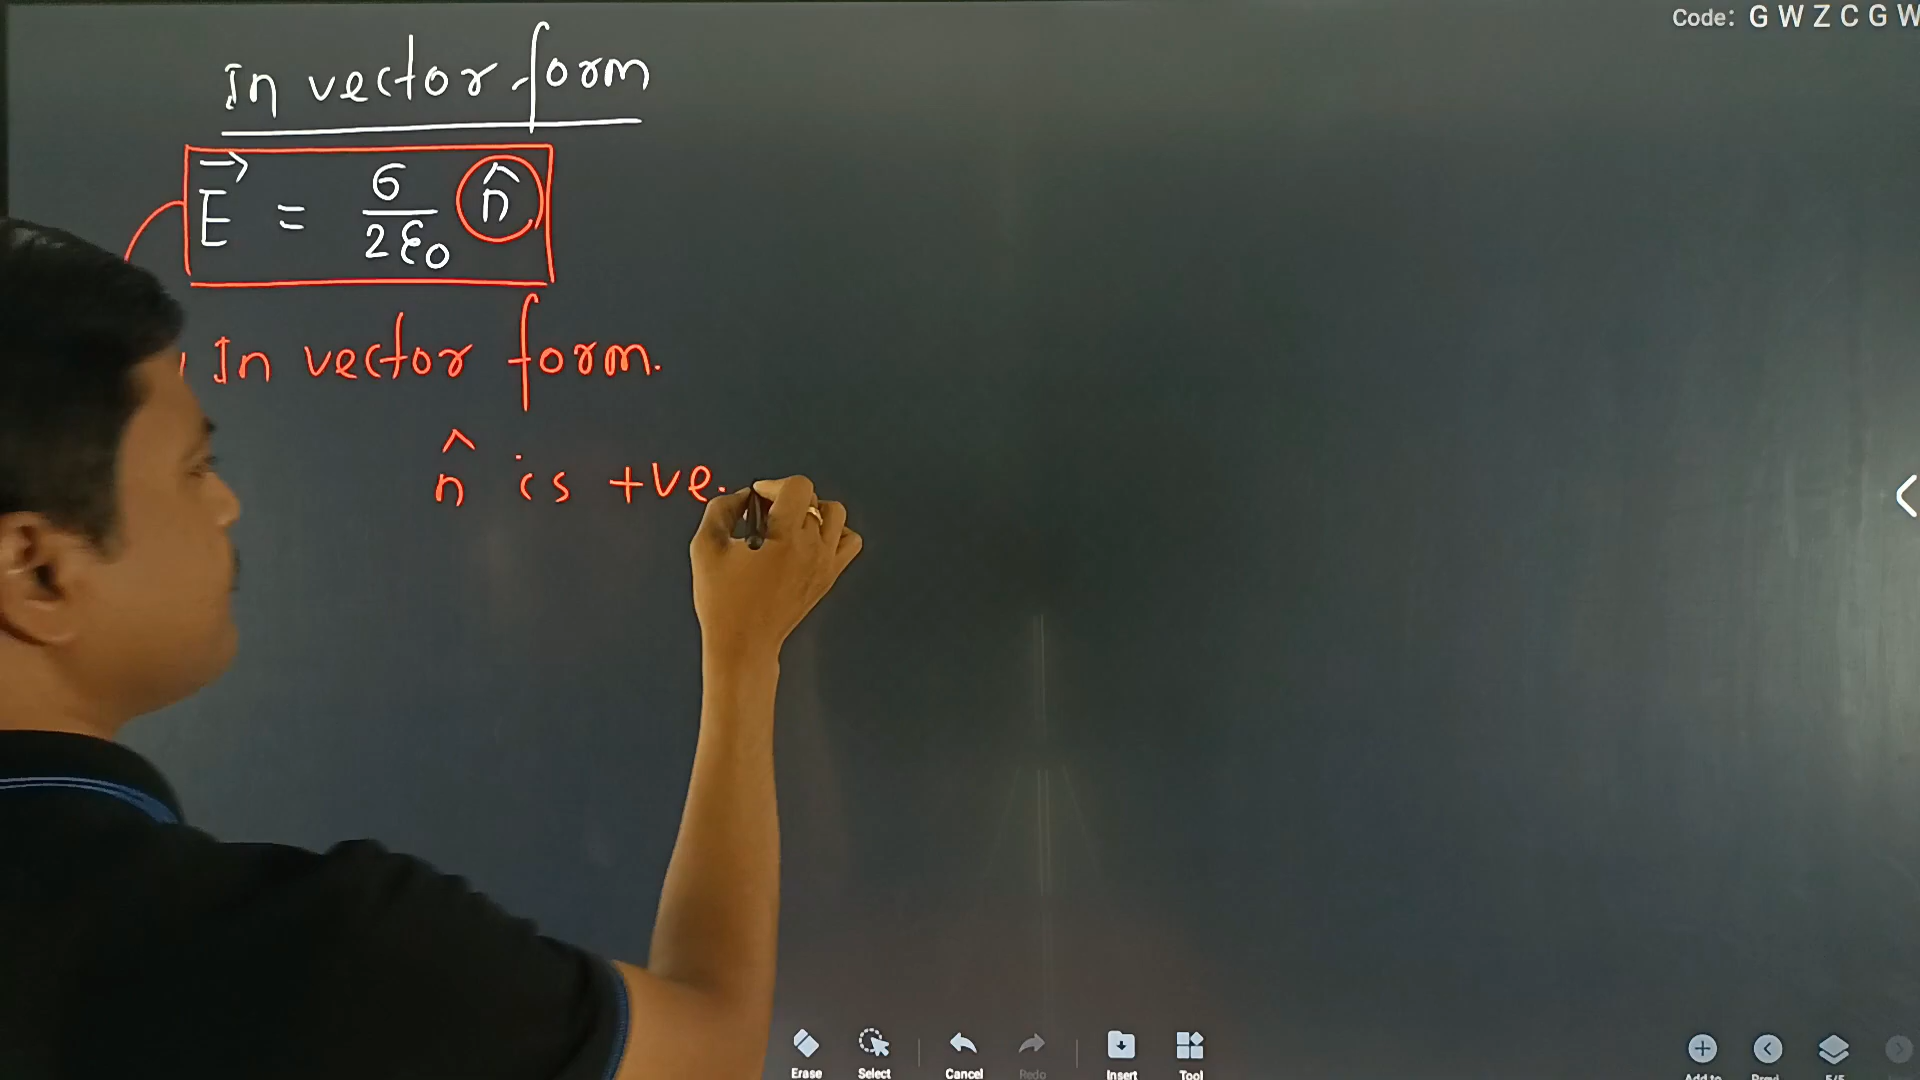 Code: G W Z C G W
In vector form
E⃗ = σ/2ε₀ n̂
In vector form.
n̂ is +ve.
Erase Select Cancel Redo Insert Tool